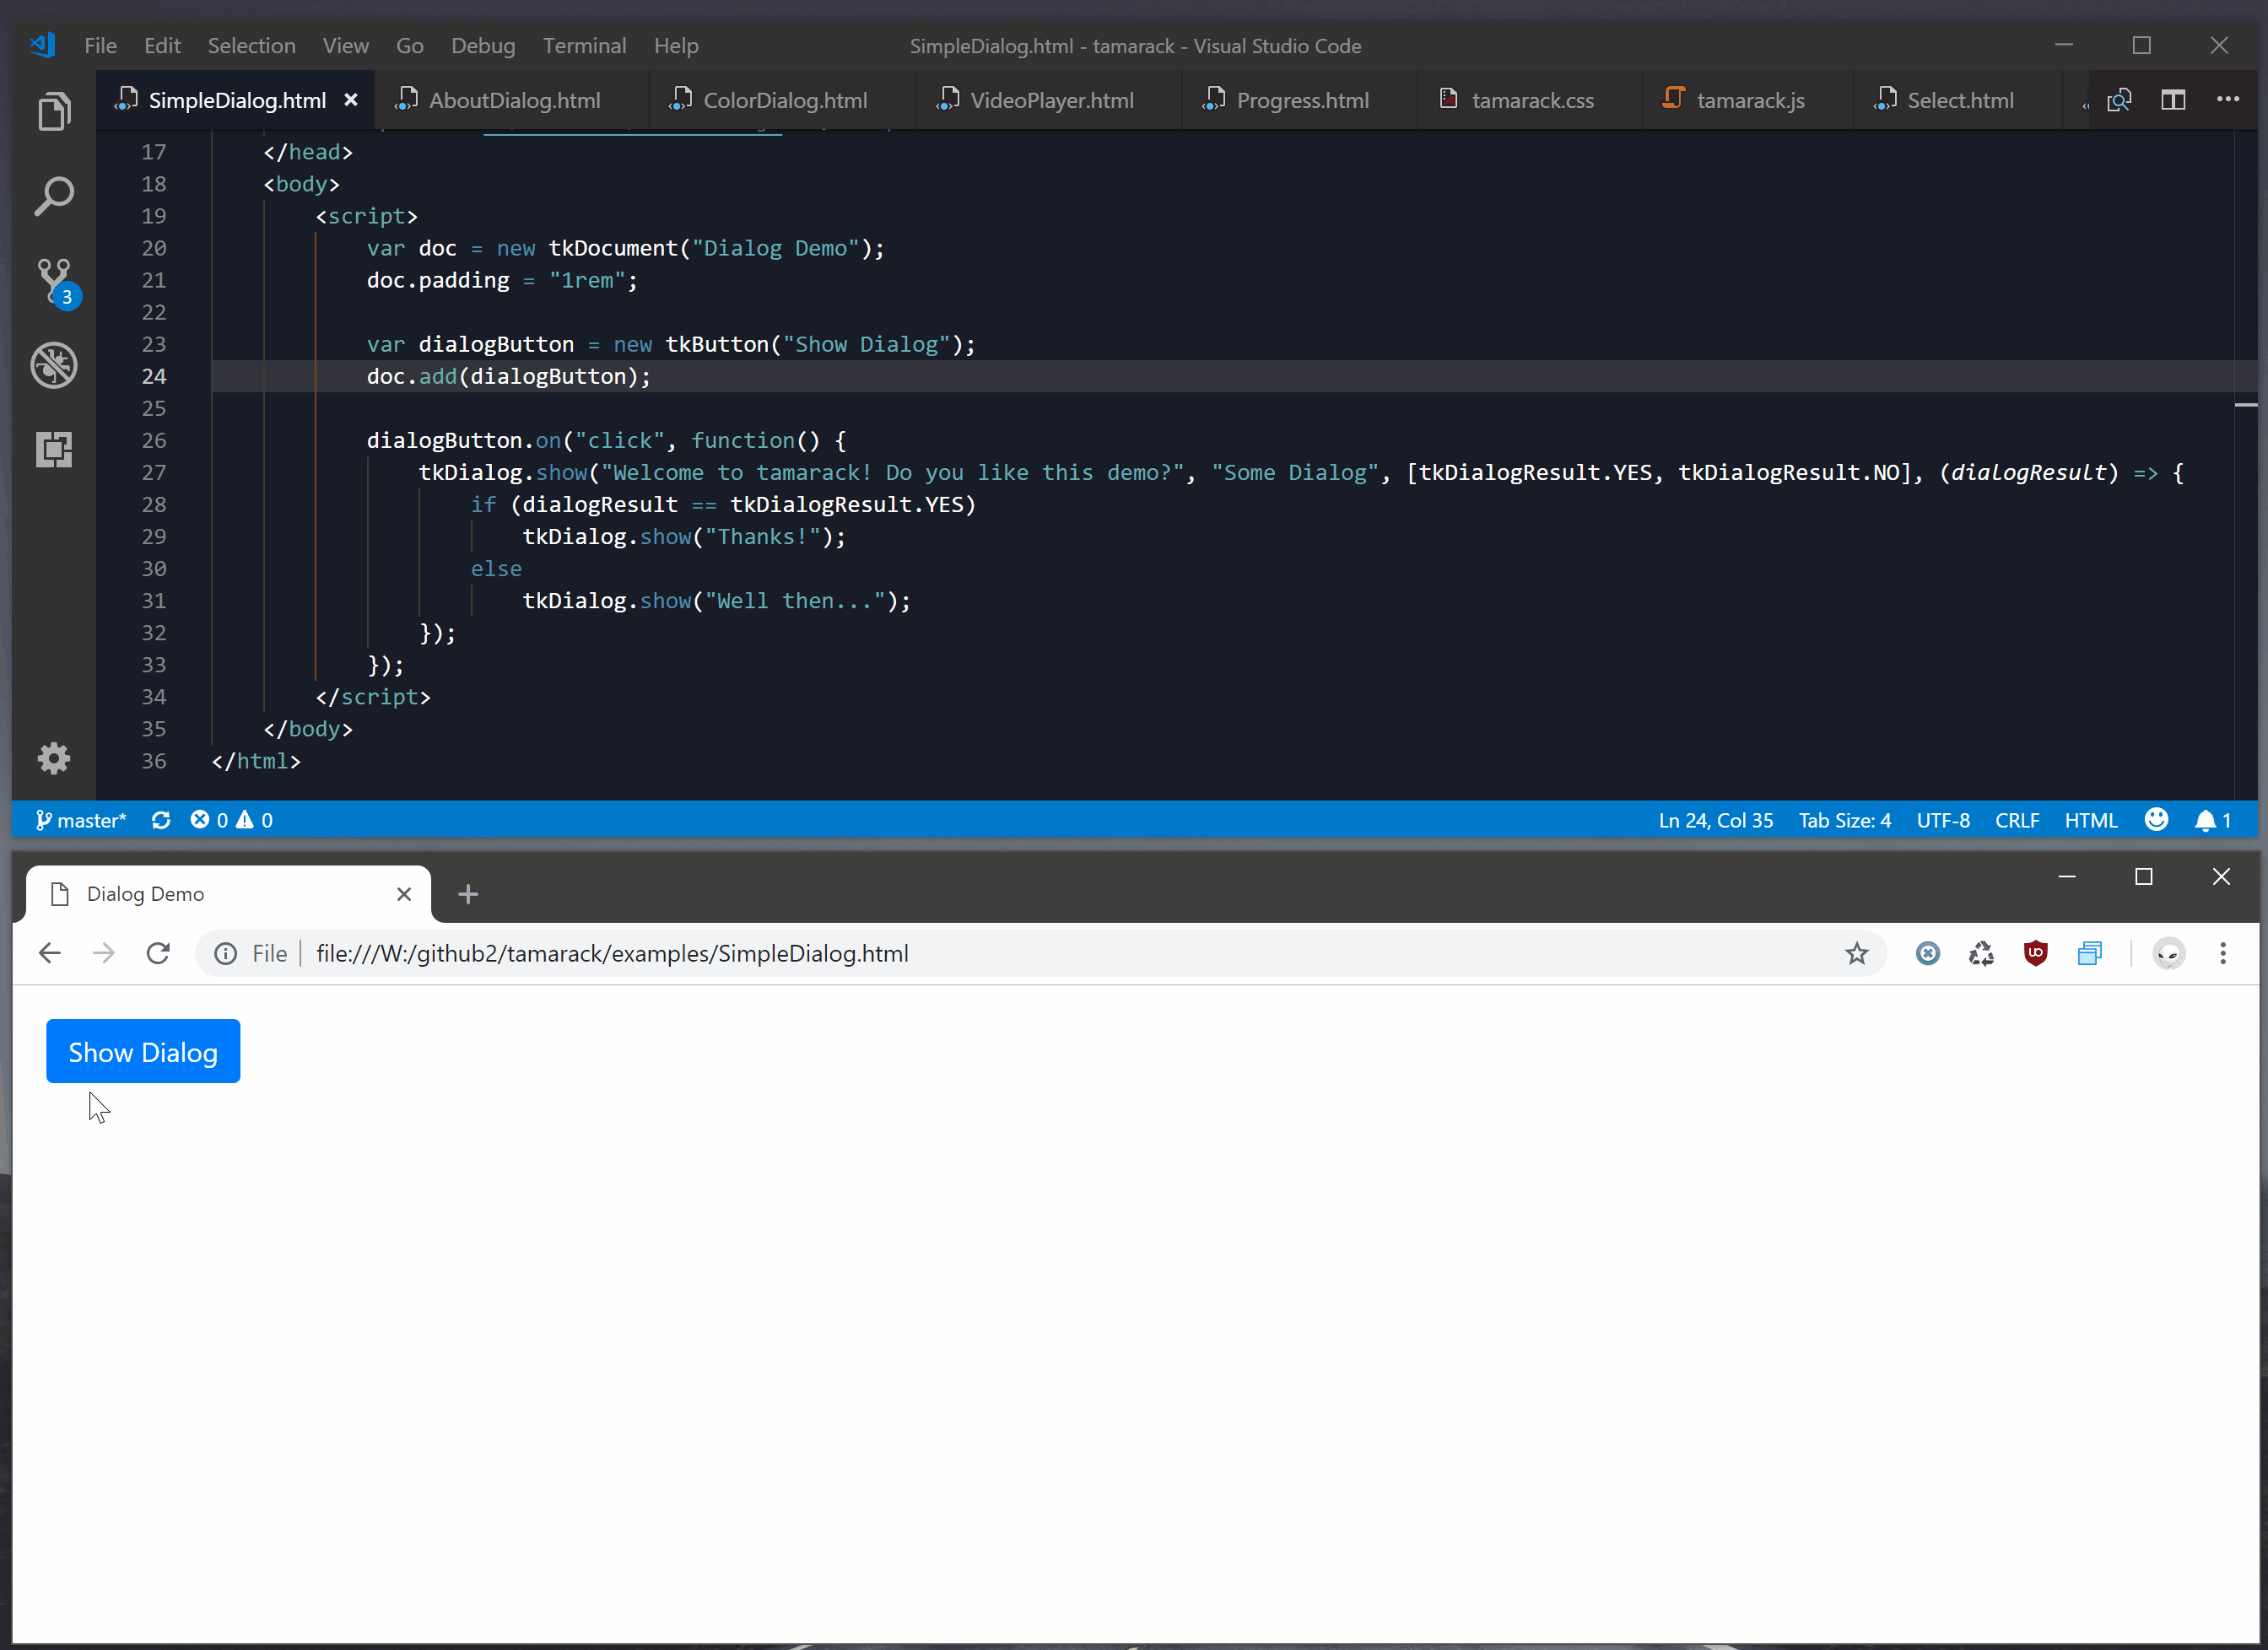 File Edit Selection View Go Debug Terminal Help SimpleDialog.html - tamarack - Visual Studio Code
SimpleDialog.html AboutDialog.html ColorDialog.html VideoPlayer.html Progress.html tamarack.css tamarack.js Select.html
17 </head>
18 <body>
19 <script>
20 var doc = new tkDocument("Dialog Demo");
21 doc.padding = "1rem";
22
23 var dialogButton = new tkButton("Show Dialog");
24 doc.add(dialogButton);
25
26 dialogButton.on("click", function() {
27 tkDialog.show("Welcome to tamarack! Do you like this demo?", "Some Dialog", [tkDialogResult.YES, tkDialogResult.NO], (dialogResult) => {
28 if (dialogResult == tkDialogResult.YES)
29 tkDialog.show("Thanks!");
30 else
31 tkDialog.show("Well then...");
32 });
33 });
34 </script>
35 </body>
36 </html>
3
master* 0 0 Ln 24, Col 35 Tab Size: 4 UTF-8 CRLF HTML 1
Dialog Demo
File file:///W:/github2/tamarack/examples/SimpleDialog.html
Show Dialog